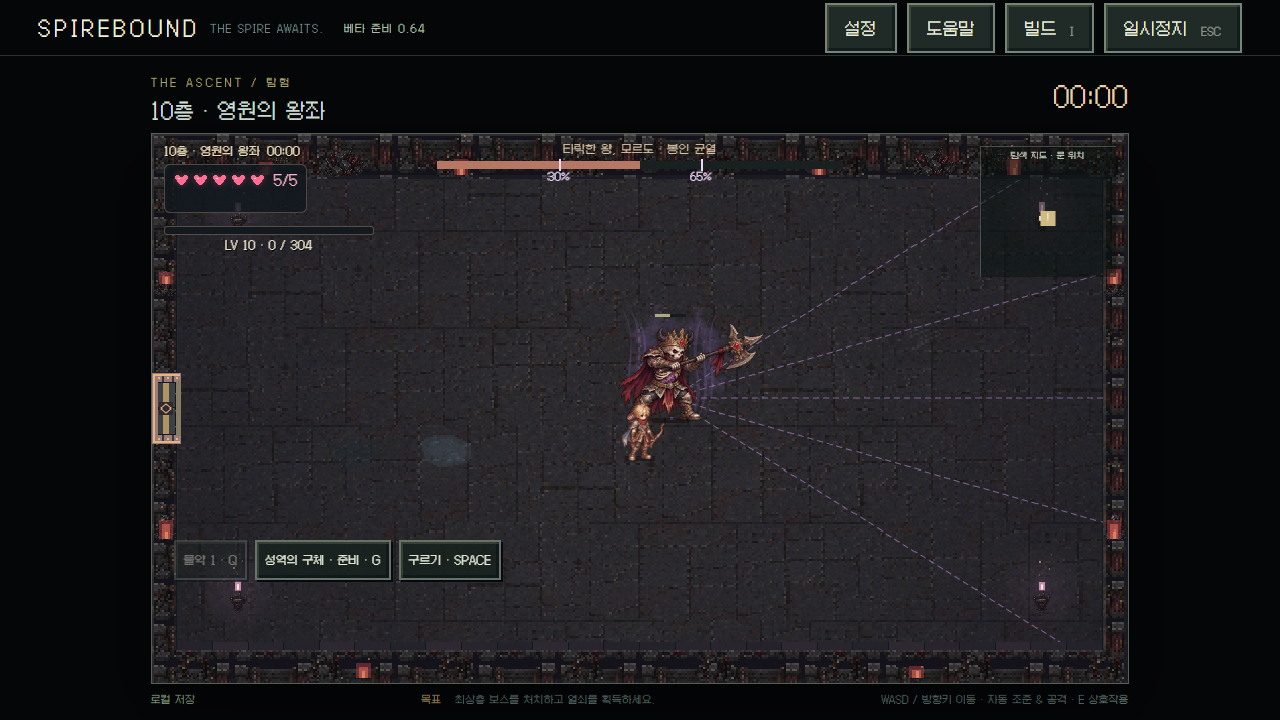 SPIREBOUND THE SPIRE AWAITS. 베타 준비 0.64
설정 도움말 빌드 I 일시정지 ESC
THE ASCENT / 탐험
10층 · 영원의 왕좌
00:00
10층 · 영원의 왕좌 00:00
타락한 왕, 모르도 · 봉인 균열
탐색 지도 · 문 위치
5/5
30%
65%
LV 10 · 0 / 304
물약 1 · Q
성역의 구체 · 준비 · G
구르기 · SPACE
로컬 저장
목표 최상층 보스를 처치하고 열쇠를 획득하세요.
WASD / 방향키 이동 · 자동 조준 & 공격 · E 상호작용